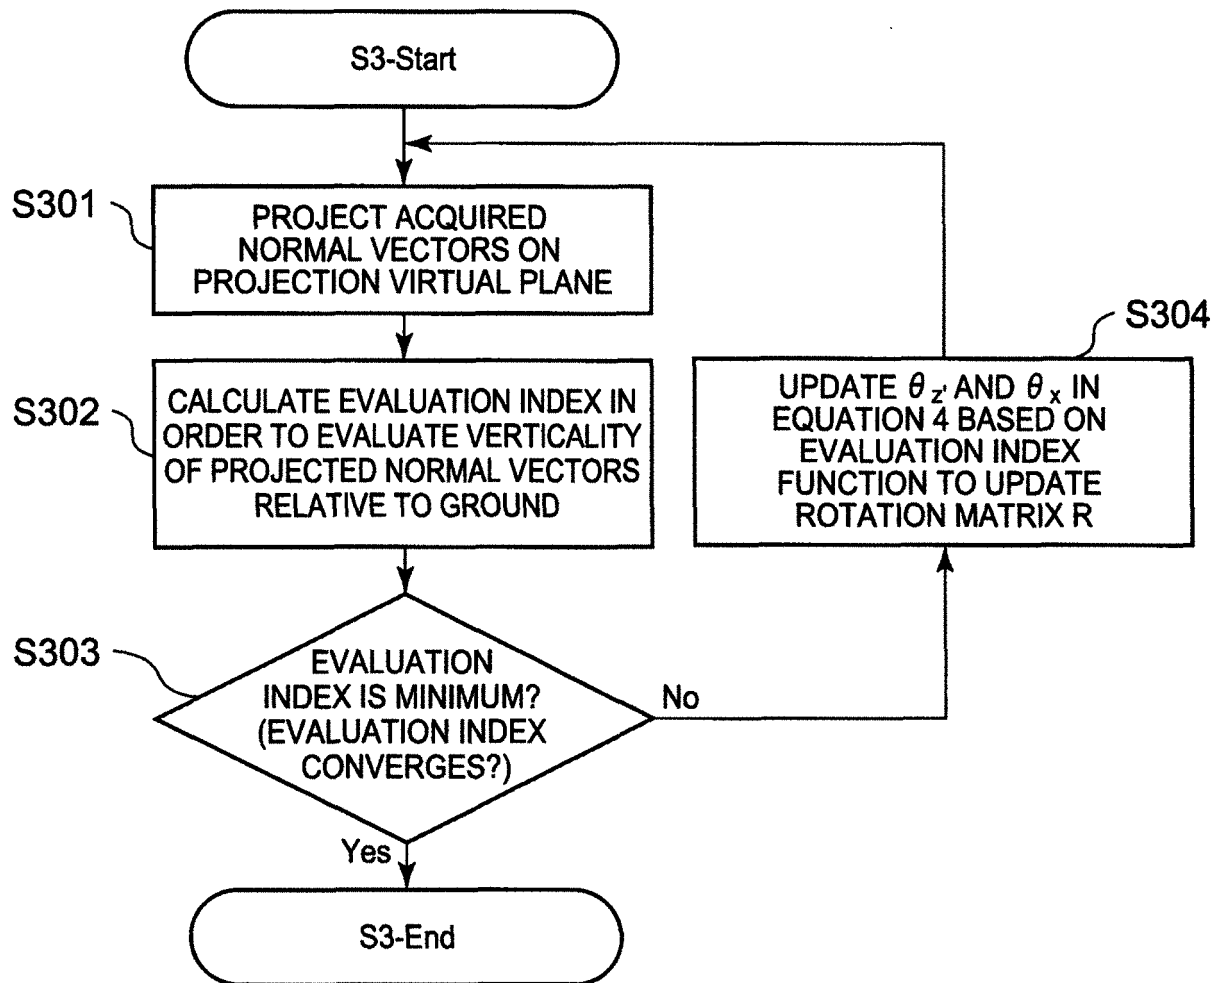 S3-Start
S301
PROJECT ACQUIRED
NORMAL VECTORS ON
PROJECTION VIRTUAL PLANE
S302
CALCULATE EVALUATION INDEX IN
ORDER TO EVALUATE VERTICALITY
OF PROJECTED NORMAL VECTORS
RELATIVE TO GROUND
S303
EVALUATION
INDEX IS MINIMUM?
(EVALUATION INDEX
CONVERGES?)
No
Yes
S304
UPDATE θz' AND θx IN
EQUATION 4 BASED ON
EVALUATION INDEX
FUNCTION TO UPDATE
ROTATION MATRIX R
S3-End